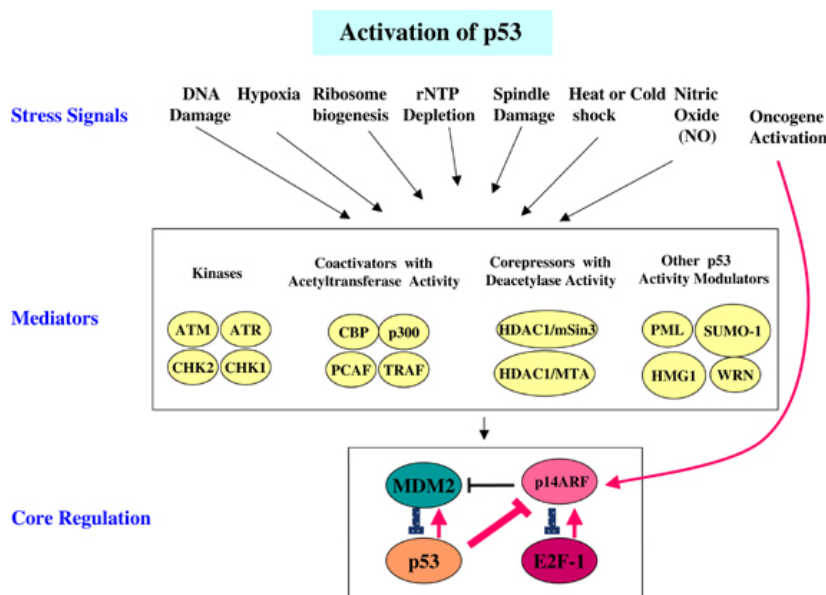 Activation of p53
Stress Signals
DNA
Damage
Hypoxia
Ribosome
biogenesis
rNTP
Depletion
Spindle
Damage
Heat or Cold
shock
Nitric
Oxide
(NO)
Oncogene
Activation
Mediators
Kinases
ATM ATR
CHK2 CHK1
Coactivators with
Acetyltransferase Activity
CBP p300
PCAF TRAF
Corepressors with
Deacetylase Activity
HDAC1/mSin3
HDAC1/MTA
Other p53
Activity Modulators
PML SUMO-1
HMG1 WRN
Core Regulation
MDM2 p14ARF
p53 E2F-1